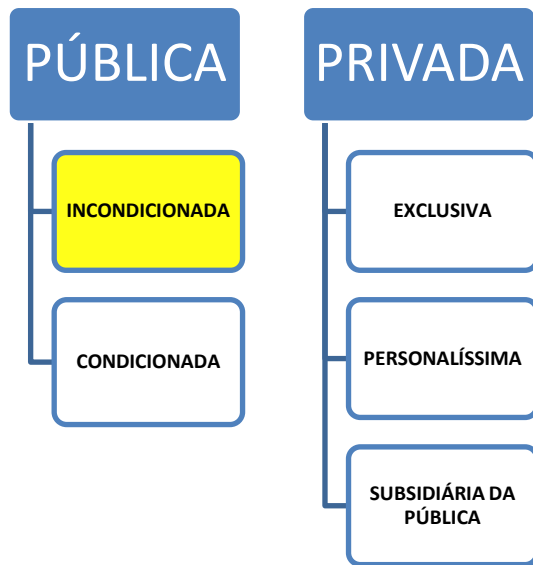 PÚBLICA
INCONDICIONADA
CONDICIONADA
PRIVADA
EXCLUSIVA
PERSONALÍSSIMA
SUBSIDIÁRIA DA
PÚBLICA